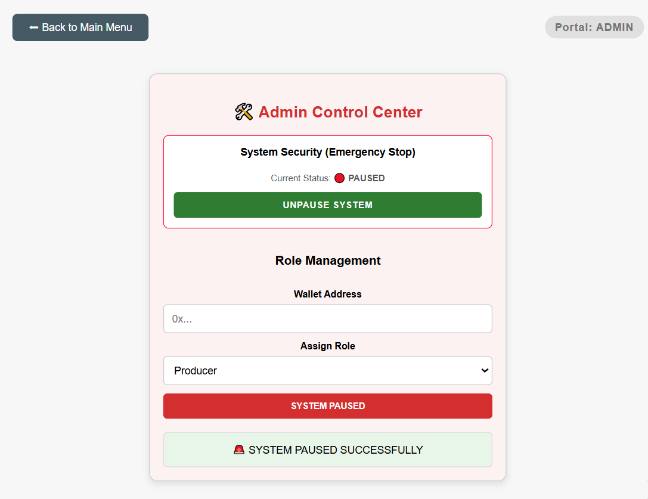 ⬅ Back to Main Menu
Portal: ADMIN
🛠 Admin Control Center
System Security (Emergency Stop)
Current Status: 🔴 PAUSED
UNPAUSE SYSTEM
Role Management
Wallet Address
0x...
Assign Role
Producer
SYSTEM PAUSED
🚨 SYSTEM PAUSED SUCCESSFULLY